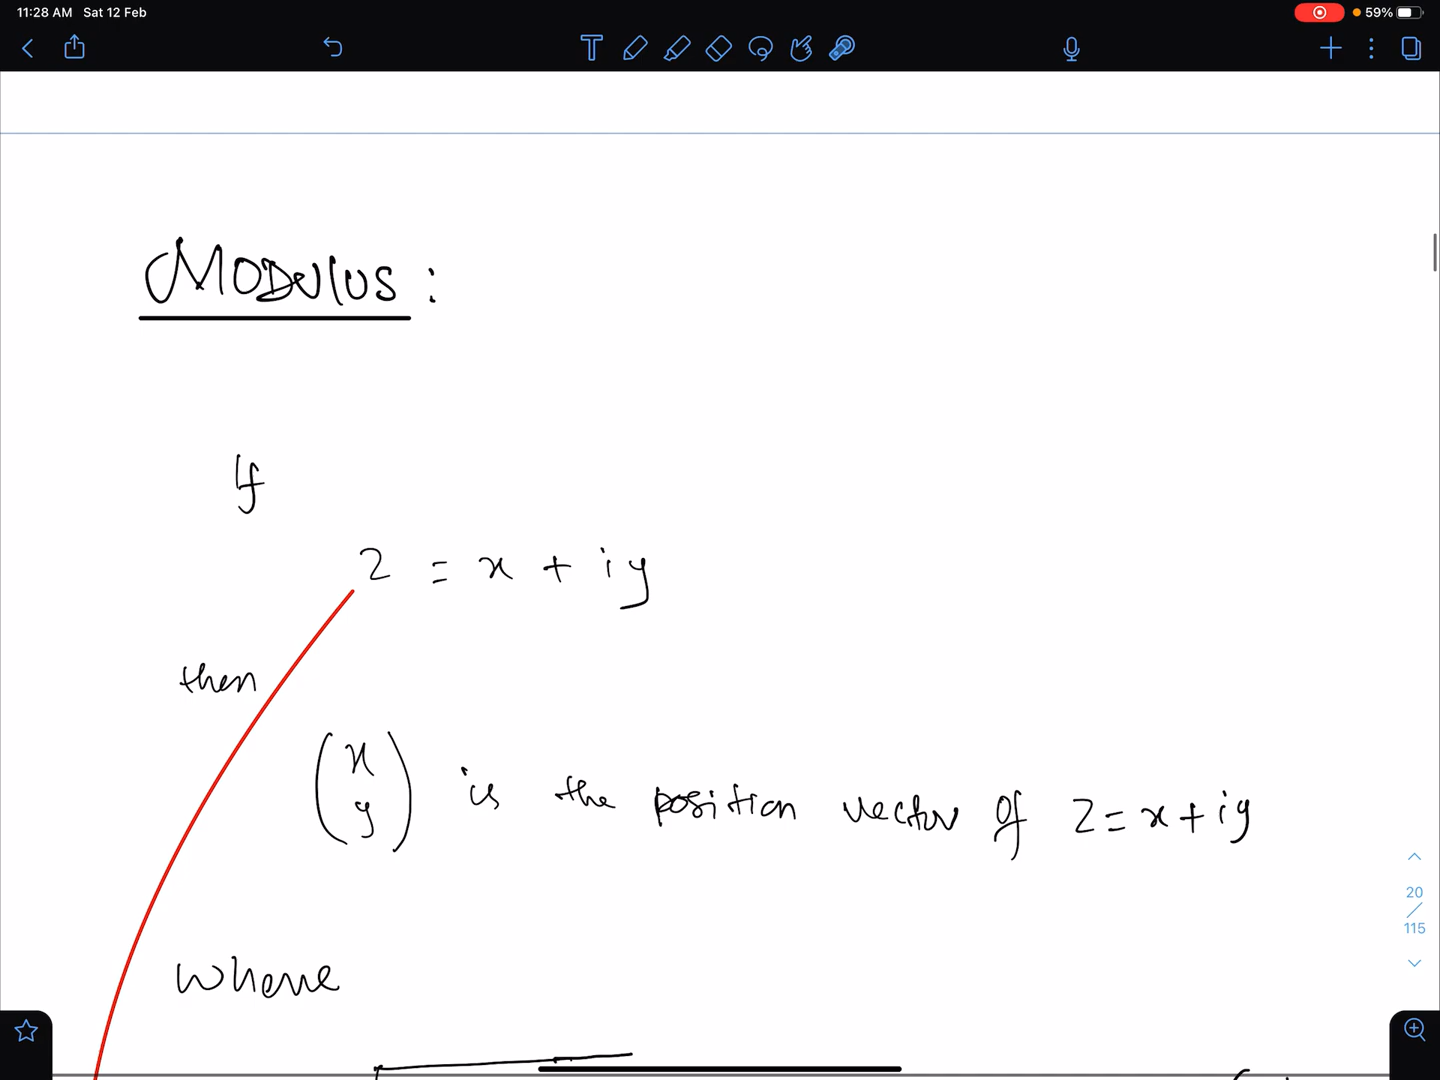 11:28 AM Sat 12 Feb
59%
MODULUS:
If
z = x + iy
then
(x
y) is the position vector of z = x + iy
20
/
115
where